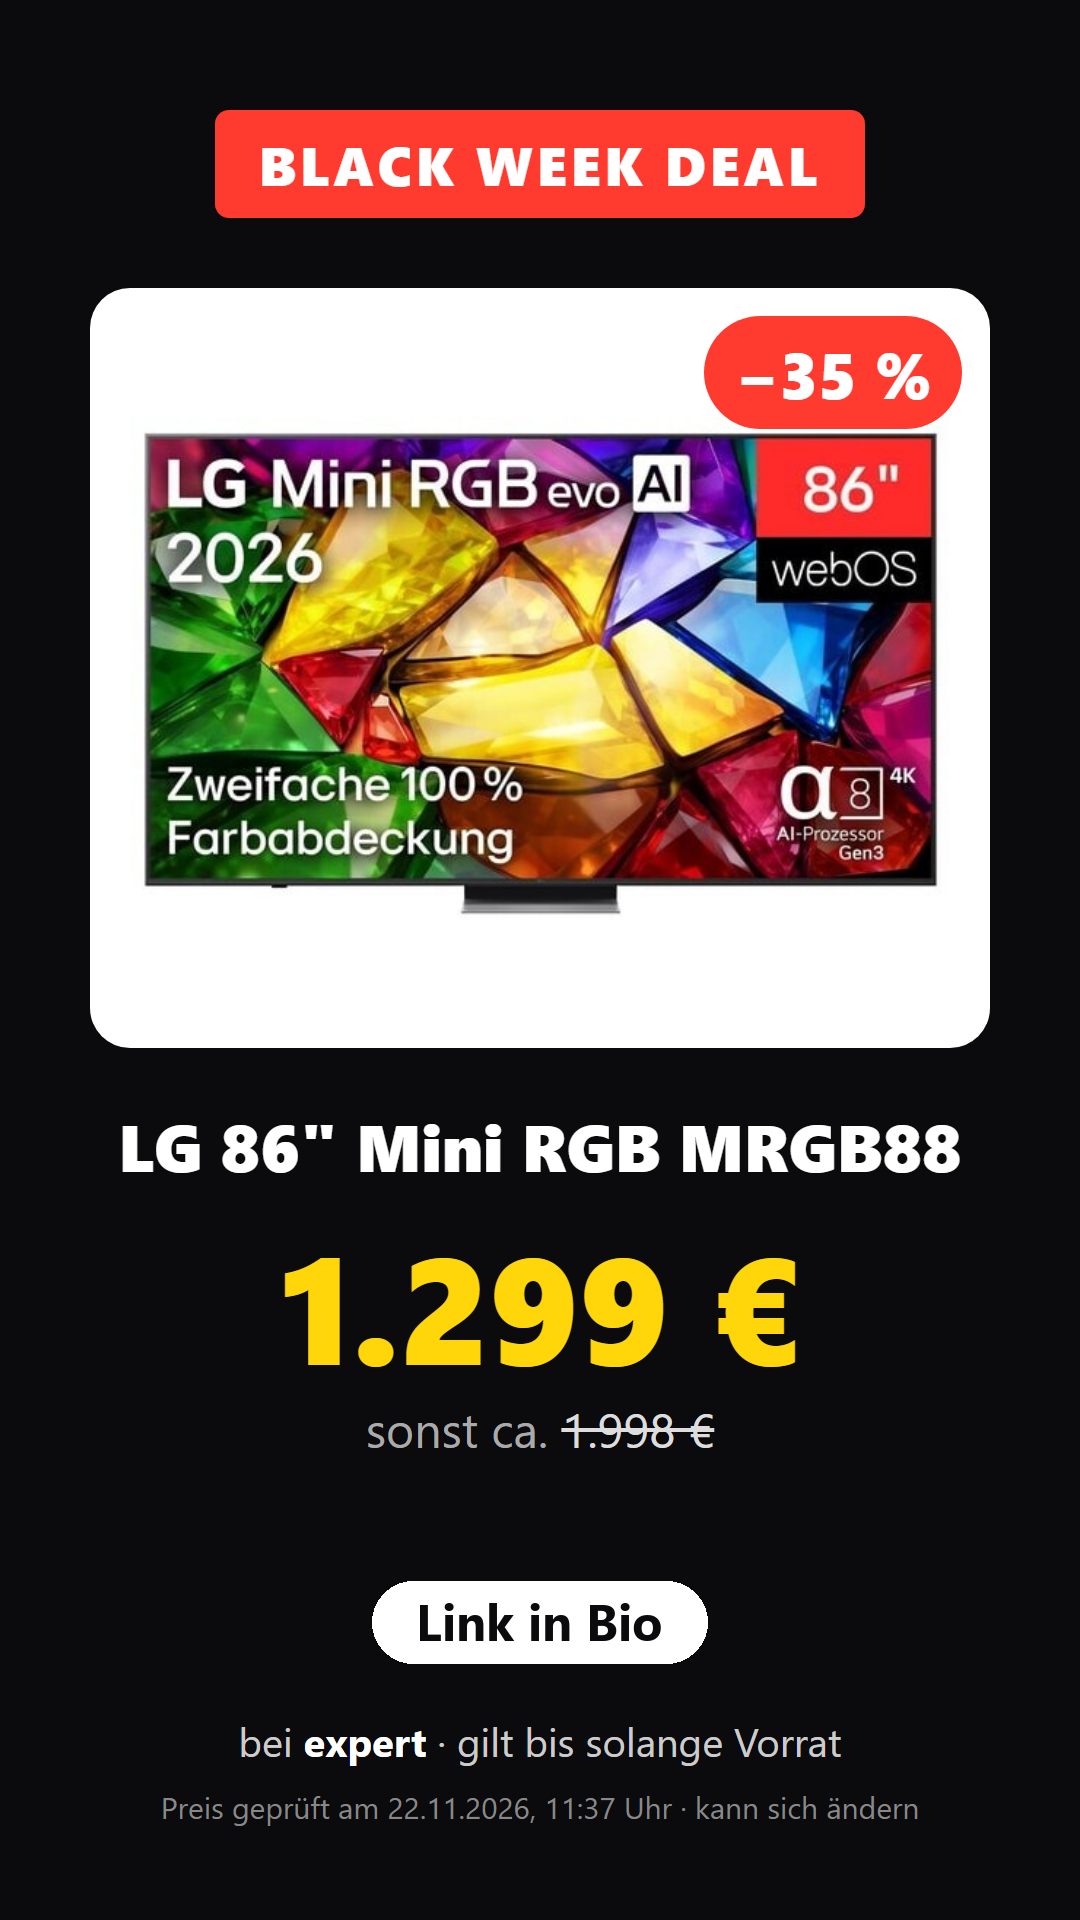 BLACK WEEK DEAL
–35 %
LG Mini RGB evo AI
2026
86"
webOS
Zweifache 100 %
Farbabdeckung
α 8 4K
AI-Prozessor
Gen3
LG 86" Mini RGB MRGB88
1.299 €
sonst ca. 1.998 €
Link in Bio
bei expert · gilt bis solange Vorrat
Preis geprüft am 22.11.2026, 11:37 Uhr · kann sich ändern